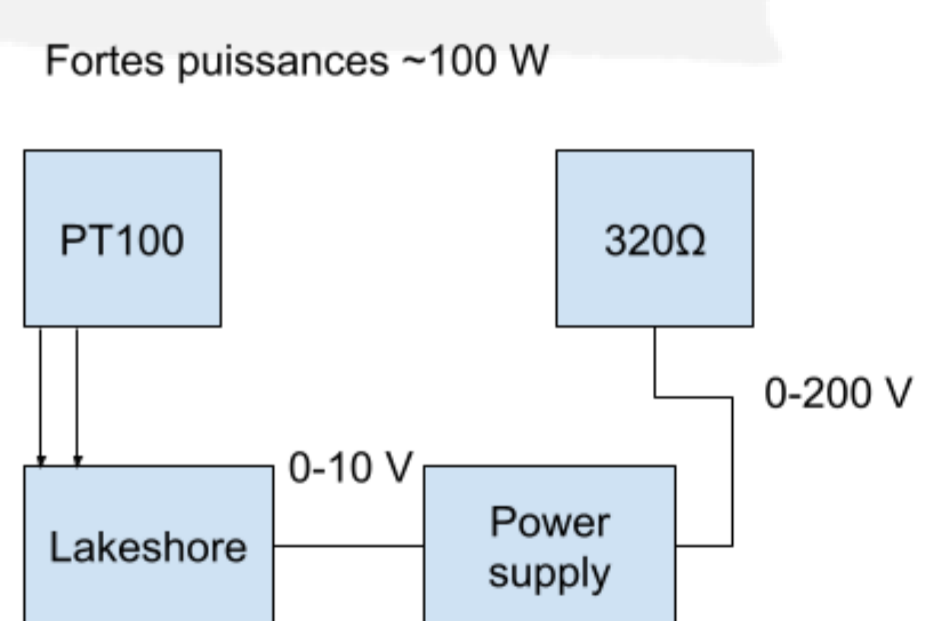 Fortes puissances ~100 W
PT100
320Ω
0-200 V
0-10 V
Lakeshore
Power
supply